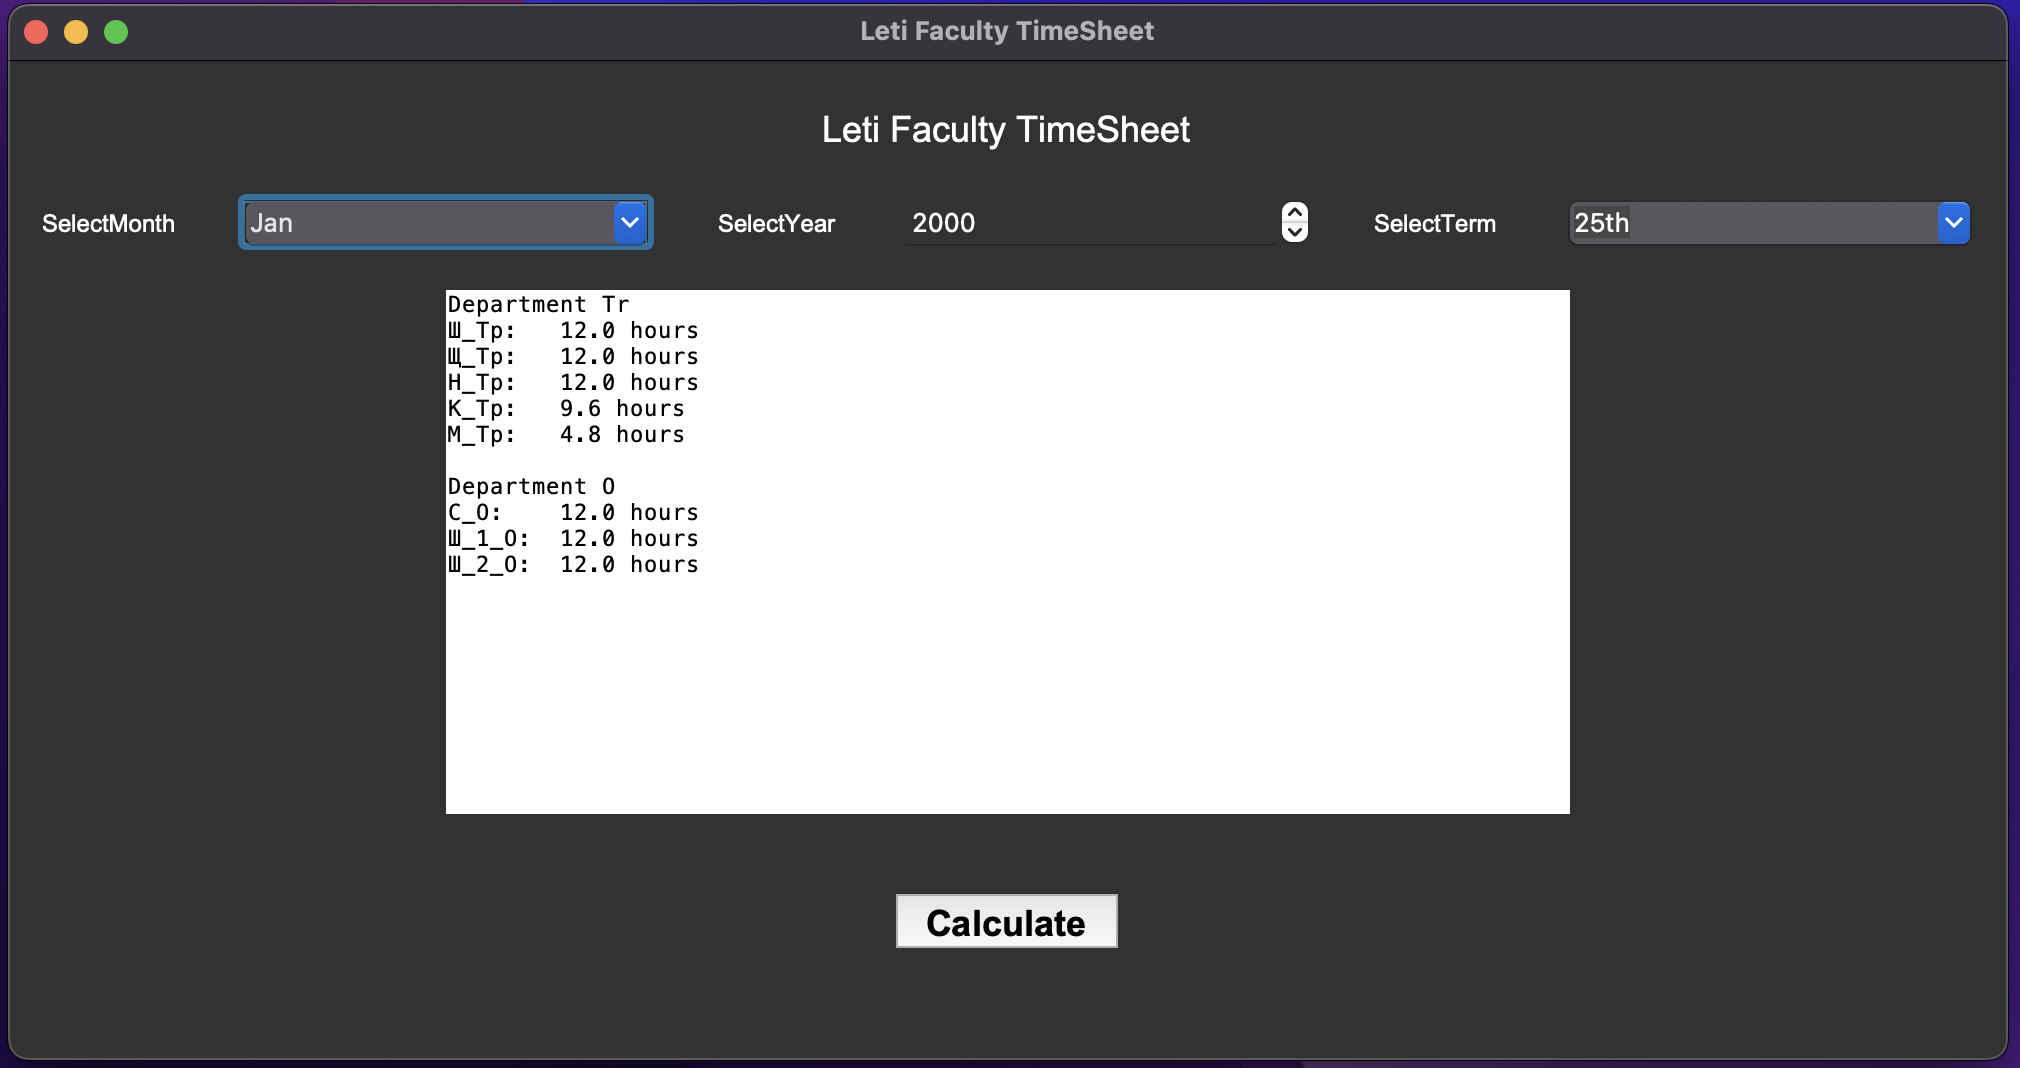 Leti Faculty TimeSheet
Leti Faculty TimeSheet
SelectMonth Jan SelectYear 2000 SelectTerm 25th
Department Tr
Ш_Тр: 12.0 hours
Щ_Тр: 12.0 hours
Н_Тр: 12.0 hours
К_Тр: 9.6 hours
М_Тр: 4.8 hours
Department O
С_О: 12.0 hours
Ш_1_О: 12.0 hours
Ш_2_О: 12.0 hours
Calculate